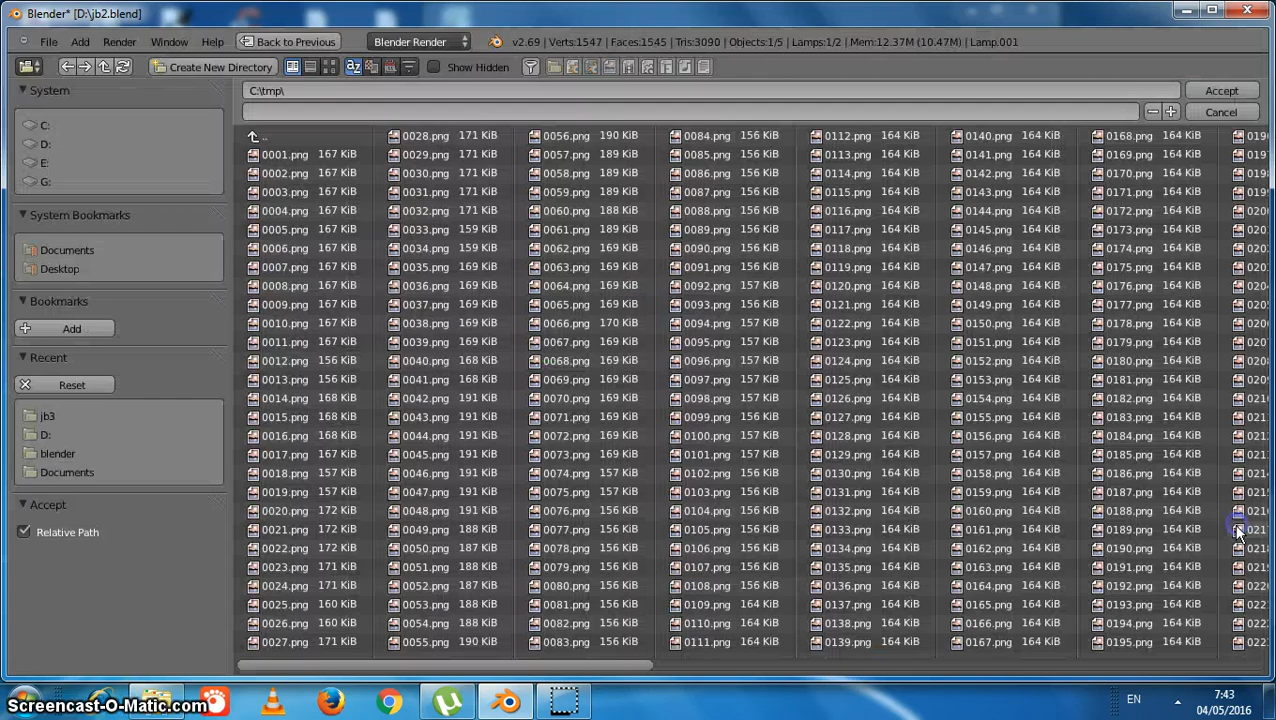 Blender* [D:\jb2.blend]
File Add Render Window Help Back to Previous Blender Render v2.69 | Verts:1547 | Faces:1545 | Tris:3090 | Objects:1/5 | Lamps:1/2 | Mem:12.37M (10.47M) | Lamp.001
Create New Directory Show Hidden
System C:\tmp\ Accept
Cancel
C: .. 0028.png 171 KiB 0056.png 190 KiB 0084.png 156 KiB 0112.png 164 KiB 0140.png 164 KiB 0168.png 164 KiB
D: 0001.png 167 KiB 0029.png 171 KiB 0057.png 189 KiB 0085.png 156 KiB 0113.png 164 KiB 0141.png 164 KiB 0169.png 164 KiB
E: 0002.png 167 KiB 0030.png 171 KiB 0058.png 189 KiB 0086.png 156 KiB 0114.png 164 KiB 0142.png 164 KiB 0170.png 164 KiB
G: 0003.png 167 KiB 0031.png 171 KiB 0059.png 189 KiB 0087.png 156 KiB 0115.png 164 KiB 0143.png 164 KiB 0171.png 164 KiB
System Bookmarks 0004.png 167 KiB 0032.png 171 KiB 0060.png 188 KiB 0088.png 156 KiB 0116.png 164 KiB 0144.png 164 KiB 0172.png 164 KiB
0005.png 167 KiB 0033.png 159 KiB 0061.png 189 KiB 0089.png 156 KiB 0117.png 164 KiB 0145.png 164 KiB 0173.png 164 KiB
Documents 0006.png 167 KiB 0034.png 159 KiB 0062.png 169 KiB 0090.png 156 KiB 0118.png 164 KiB 0146.png 164 KiB 0174.png 164 KiB
Desktop 0007.png 167 KiB 0035.png 169 KiB 0063.png 169 KiB 0091.png 156 KiB 0119.png 164 KiB 0147.png 164 KiB 0175.png 164 KiB
0008.png 167 KiB 0036.png 169 KiB 0064.png 169 KiB 0092.png 157 KiB 0120.png 164 KiB 0148.png 164 KiB 0176.png 164 KiB
Bookmarks 0009.png 167 KiB 0037.png 169 KiB 0065.png 169 KiB 0093.png 157 KiB 0121.png 164 KiB 0149.png 164 KiB 0177.png 164 KiB
Add 0010.png 167 KiB 0038.png 169 KiB 0066.png 170 KiB 0094.png 157 KiB 0122.png 164 KiB 0150.png 164 KiB 0178.png 164 KiB
0011.png 167 KiB 0039.png 168 KiB 0067.png 169 KiB 0095.png 157 KiB 0123.png 164 KiB 0151.png 164 KiB 0179.png 164 KiB
Recent 0012.png 156 KiB 0040.png 168 KiB 0068.png 169 KiB 0096.png 157 KiB 0124.png 164 KiB 0152.png 164 KiB 0180.png 164 KiB
Reset 0013.png 156 KiB 0041.png 168 KiB 0069.png 169 KiB 0097.png 157 KiB 0125.png 164 KiB 0153.png 164 KiB 0181.png 164 KiB
0014.png 168 KiB 0042.png 191 KiB 0070.png 169 KiB 0098.png 157 KiB 0126.png 164 KiB 0154.png 164 KiB 0182.png 164 KiB
jb3 0015.png 168 KiB 0043.png 191 KiB 0071.png 169 KiB 0099.png 156 KiB 0127.png 164 KiB 0155.png 164 KiB 0183.png 164 KiB
D: 0016.png 168 KiB 0044.png 191 KiB 0072.png 169 KiB 0100.png 157 KiB 0128.png 164 KiB 0156.png 164 KiB 0184.png 164 KiB
blender 0017.png 168 KiB 0045.png 191 KiB 0073.png 169 KiB 0101.png 157 KiB 0129.png 164 KiB 0157.png 164 KiB 0185.png 164 KiB
Documents 0018.png 157 KiB 0046.png 191 KiB 0074.png 157 KiB 0102.png 156 KiB 0130.png 164 KiB 0158.png 164 KiB 0186.png 164 KiB
0019.png 157 KiB 0047.png 191 KiB 0075.png 157 KiB 0103.png 156 KiB 0131.png 164 KiB 0159.png 164 KiB 0187.png 164 KiB
Accept 0020.png 172 KiB 0048.png 191 KiB 0076.png 156 KiB 0104.png 156 KiB 0132.png 164 KiB 0160.png 164 KiB 0188.png 164 KiB
Relative Path 0021.png 172 KiB 0049.png 188 KiB 0077.png 156 KiB 0105.png 156 KiB 0133.png 164 KiB 0161.png 164 KiB 0189.png 164 KiB
0022.png 172 KiB 0050.png 187 KiB 0078.png 156 KiB 0106.png 156 KiB 0134.png 164 KiB 0162.png 164 KiB 0190.png 164 KiB
0023.png 171 KiB 0051.png 188 KiB 0079.png 156 KiB 0107.png 156 KiB 0135.png 164 KiB 0163.png 164 KiB 0191.png 164 KiB
0024.png 171 KiB 0052.png 187 KiB 0080.png 156 KiB 0108.png 156 KiB 0136.png 164 KiB 0164.png 164 KiB 0192.png 164 KiB
0025.png 160 KiB 0053.png 188 KiB 0081.png 156 KiB 0109.png 164 KiB 0137.png 164 KiB 0165.png 164 KiB 0193.png 164 KiB
0026.png 160 KiB 0054.png 188 KiB 0082.png 156 KiB 0110.png 164 KiB 0138.png 164 KiB 0166.png 164 KiB 0194.png 164 KiB
0027.png 171 KiB 0055.png 190 KiB 0083.png 156 KiB 0111.png 164 KiB 0139.png 164 KiB 0167.png 164 KiB 0195.png 164 KiB
EN 7:43
04/05/2016
Screencast-O-Matic.com